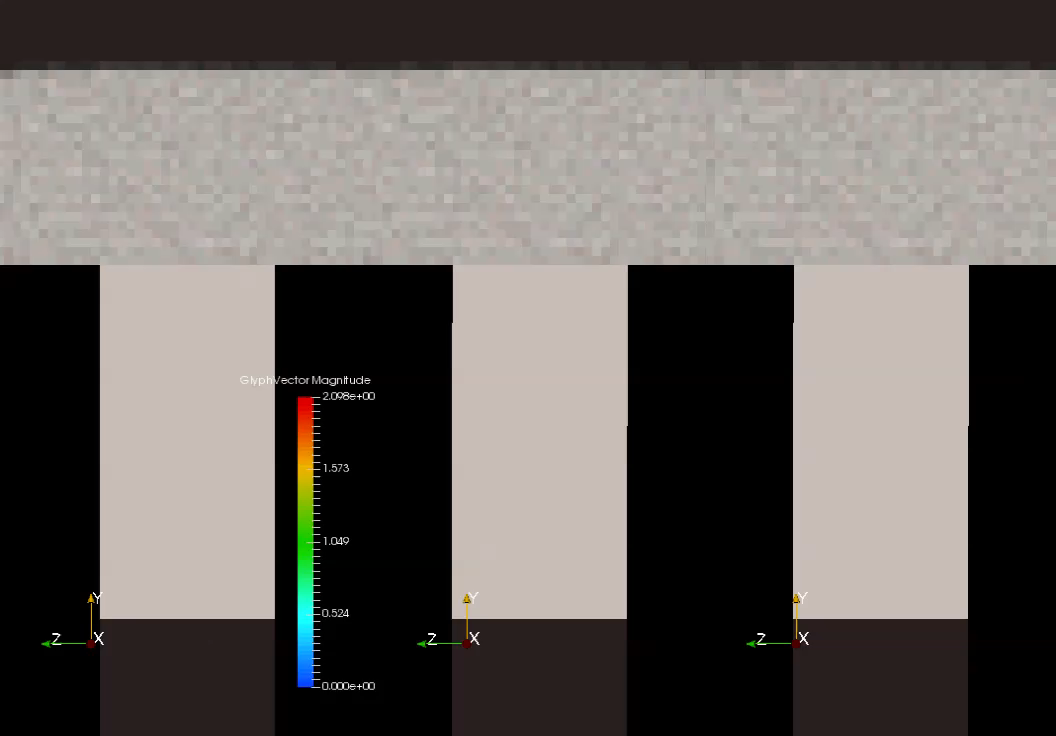 GlyphVector Magnitude
2.098e+00
1.573
1.049
0.524
0.000e+00
Y
Z X
Y
Z X
Y
Z X